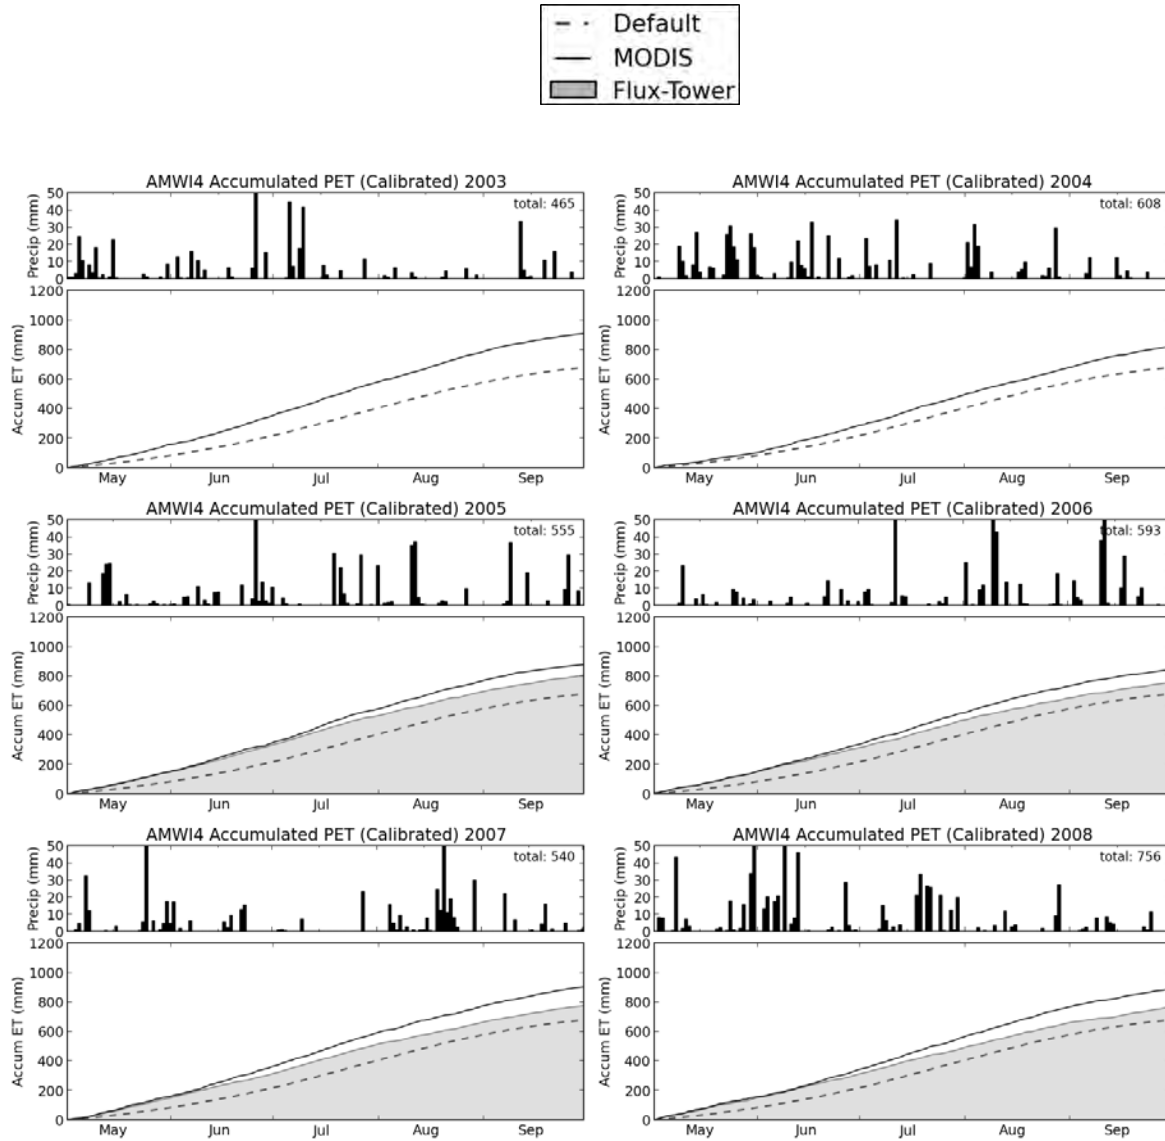 Default
MODIS
Flux-Tower
AMWI4 Accumulated PET (Calibrated) 2003
Precip (mm)
50
40
30
20
10
0
total: 465
Accum ET (mm)
1200
1000
800
600
400
200
0
May Jun Jul Aug Sep
AMWI4 Accumulated PET (Calibrated) 2004
Precip (mm)
50
40
30
20
10
0
total: 608
Accum ET (mm)
1200
1000
800
600
400
200
0
May Jun Jul Aug Sep
AMWI4 Accumulated PET (Calibrated) 2005
Precip (mm)
50
40
30
20
10
0
total: 555
Accum ET (mm)
1200
1000
800
600
400
200
0
May Jun Jul Aug Sep
AMWI4 Accumulated PET (Calibrated) 2006
Precip (mm)
50
40
30
20
10
0
total: 593
Accum ET (mm)
1200
1000
800
600
400
200
0
May Jun Jul Aug Sep
AMWI4 Accumulated PET (Calibrated) 2007
Precip (mm)
50
40
30
20
10
0
total: 540
Accum ET (mm)
1200
1000
800
600
400
200
0
May Jun Jul Aug Sep
AMWI4 Accumulated PET (Calibrated) 2008
Precip (mm)
50
40
30
20
10
0
total: 756
Accum ET (mm)
1200
1000
800
600
400
200
0
May Jun Jul Aug Sep